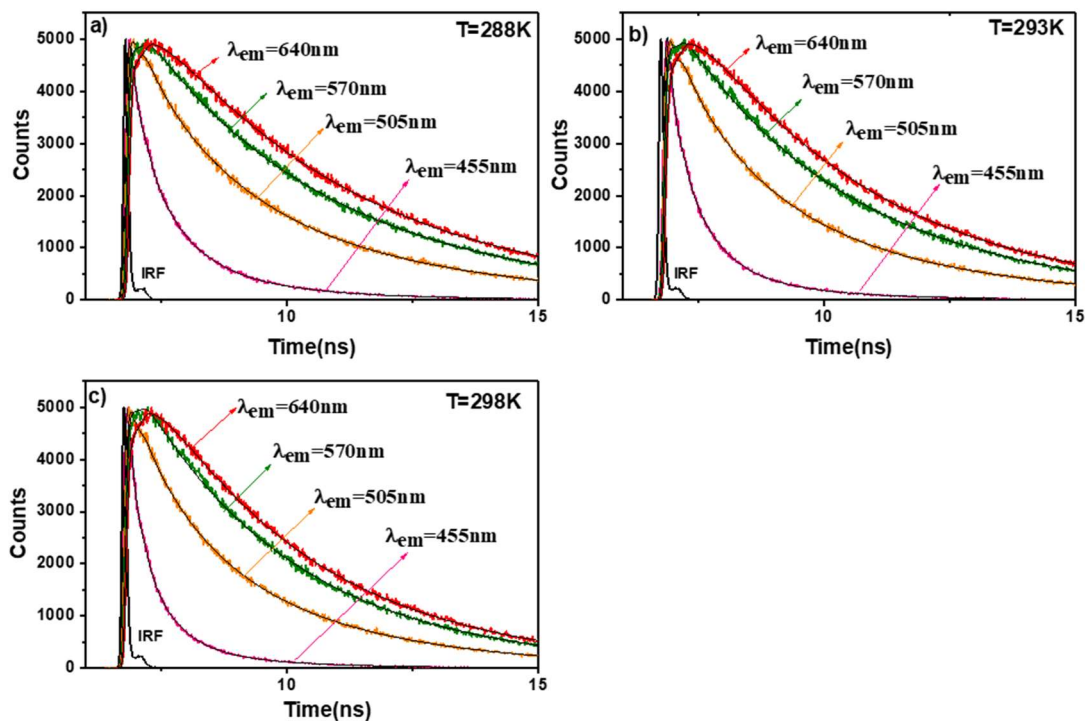 a)
T=288K
λem=640nm
λem=570nm
λem=505nm
λem=455nm
IRF
Counts
5000
4000
3000
2000
1000
0
10
15
Time(ns)
b)
T=293K
λem=640nm
λem=570nm
λem=505nm
λem=455nm
IRF
Counts
5000
4000
3000
2000
1000
0
10
15
Time(ns)
c)
T=298K
λem=640nm
λem=570nm
λem=505nm
λem=455nm
IRF
Counts
5000
4000
3000
2000
1000
0
10
15
Time(ns)